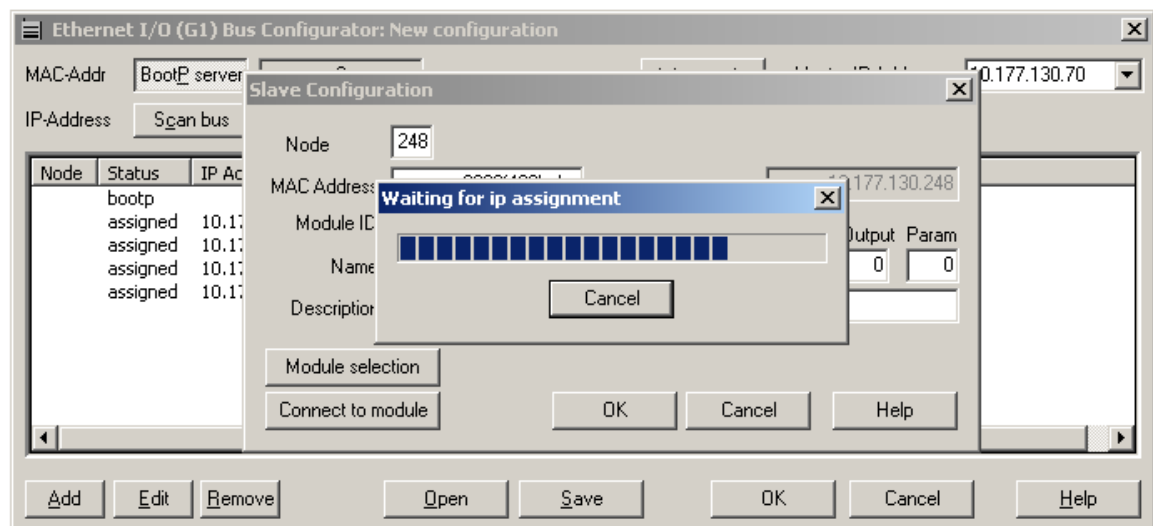 Ethernet I/O (G1) Bus Configurator: New configuration
MAC-Addr BootP server 10.177.130.70
Slave Configuration
IP-Address Scan bus
Node 248
Node Status IP Ac
MAC Address 177.130.248
bootp
Waiting for ip assignment
assigned 10.17
Module ID Output Param
assigned 10.17
Name 0 0
assigned 10.17
assigned 10.17
Cancel
Description
Module selection
Connect to module OK Cancel Help
Add Edit Remove Open Save OK Cancel Help